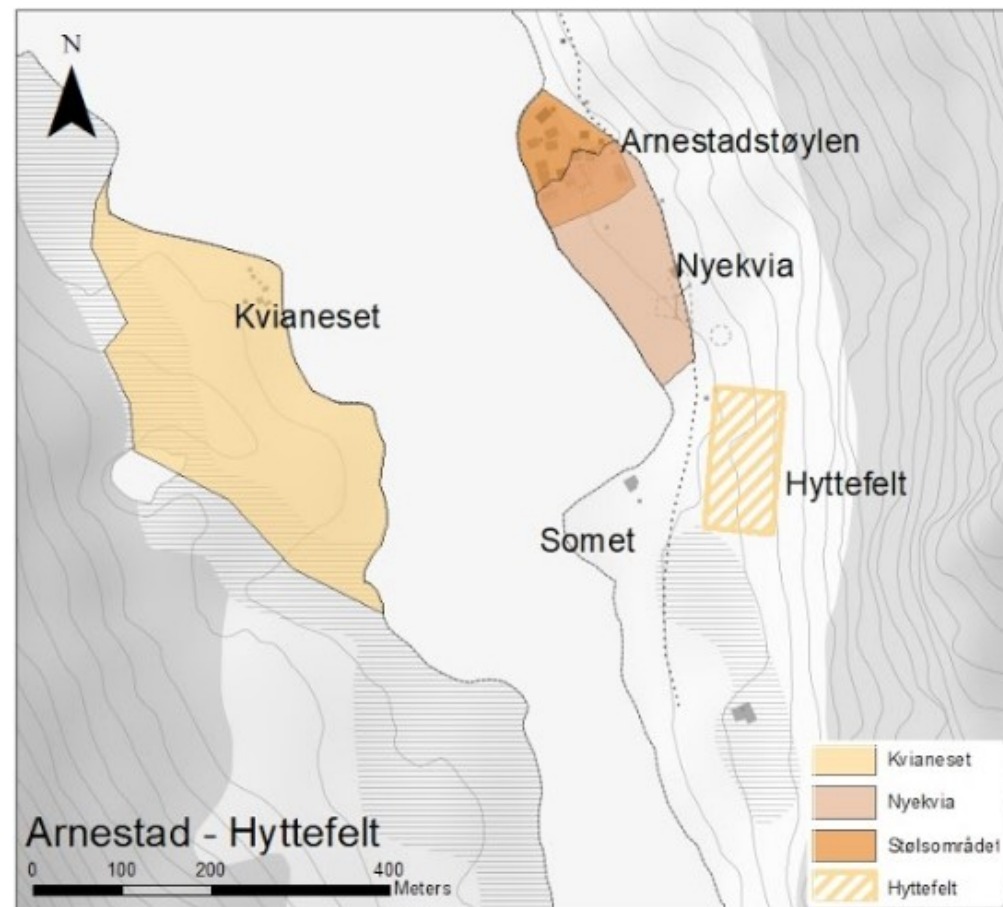 N
Arnestadstøylen
Nyekvia
Kvianeset
Hyttefelt
Somet
Kvianeset
Nyekvia
Stølsområdet
Hyttefelt
Arnestad - Hyttefelt
0 100 200 400
Meters